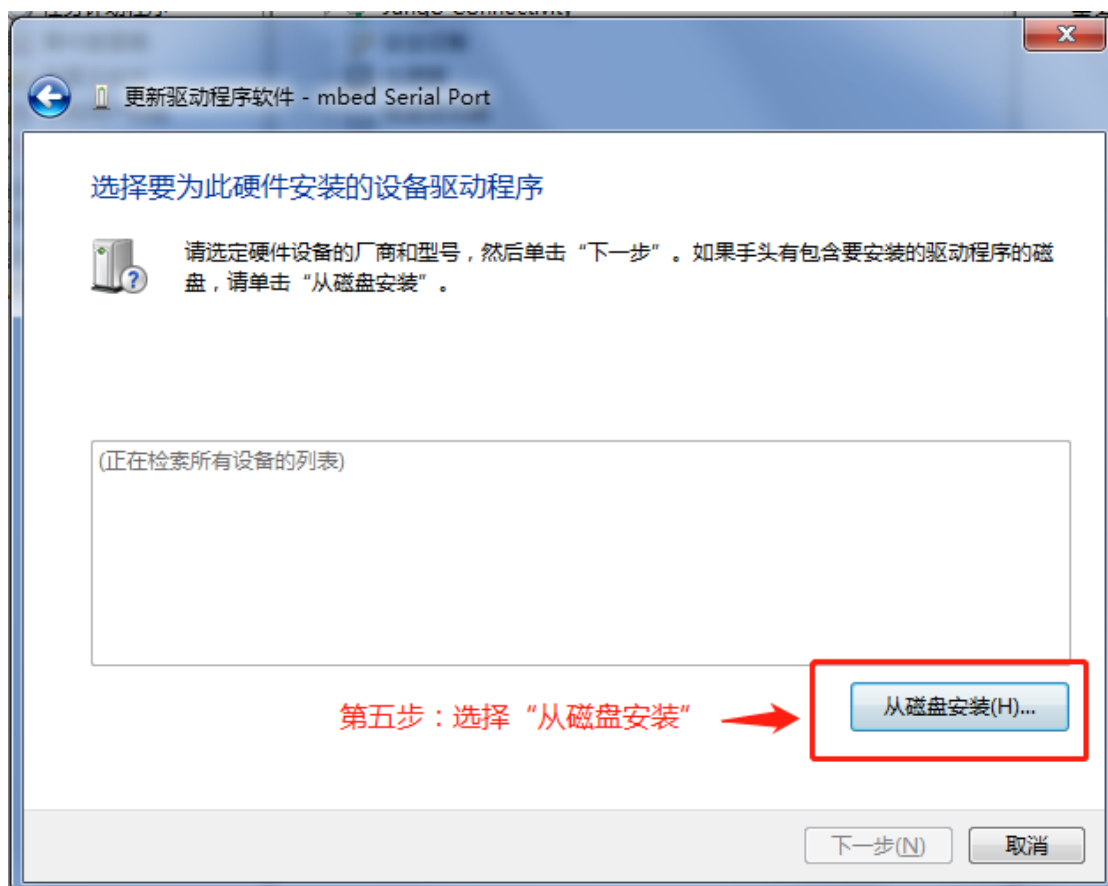 更新驱动程序软件 - mbed Serial Port
选择要为此硬件安装的设备驱动程序
请选定硬件设备的厂商和型号，然后单击“下一步”。如果手头有包含要安装的驱动程序的磁
盘，请单击“从磁盘安装”。
(正在检索所有设备的列表)
第五步：选择“从磁盘安装”
从磁盘安装(H)...
下一步(N)
取消